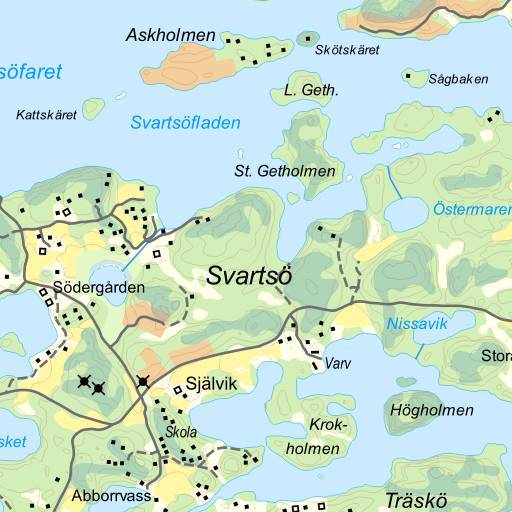 Askholmen
Skötskäret
söfaret
Sågbaken
L. Geth.
Kattskäret
Svartsöfladen
St. Getholmen
Östermaren
Svartsö
Södergården
Nissavik
Stora
Varv
Självik
Högholmen
Krok-
holmen
Skola
sket
Abborrvass
Träskö